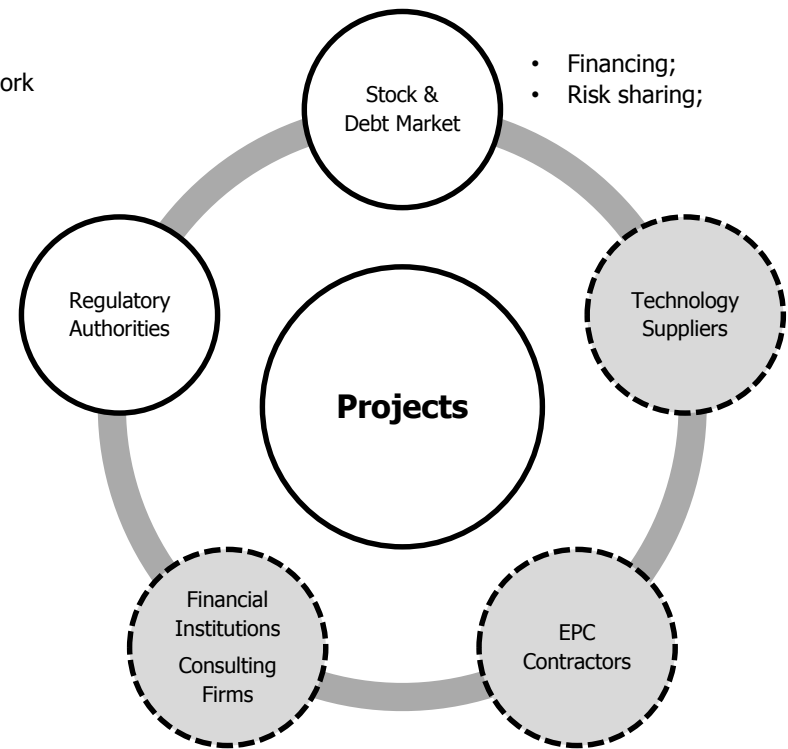 ork
Stock &
Debt Market
• Financing;
• Risk sharing;
Regulatory
Authorities
Technology
Suppliers
Projects
Financial
Institutions
Consulting
Firms
EPC
Contractors